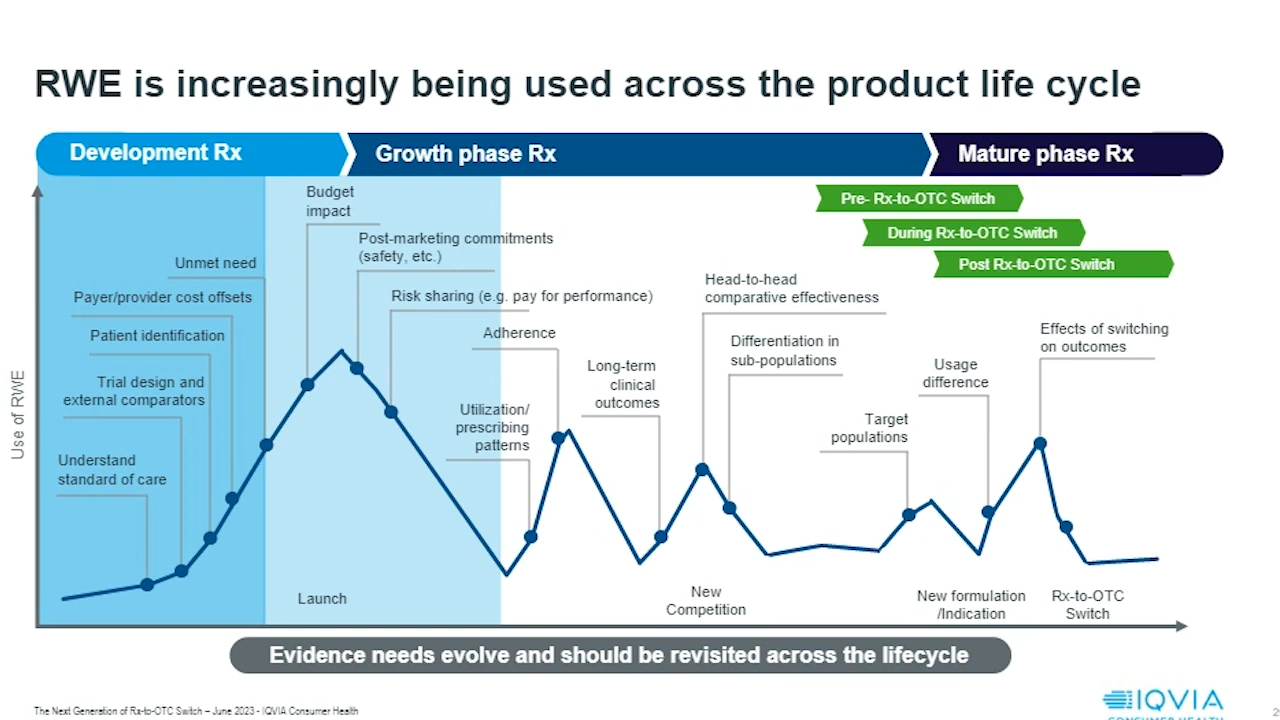 RWE is increasingly being used across the product life cycle
Development Rx
Growth phase Rx
Mature phase Rx
Pre- Rx-to-OTC Switch
During Rx-to-OTC Switch
Post Rx-to-OTC Switch
Use of RWE
Understand
standard of care
Trial design and
external comparators
Patient identification
Payer/provider cost offsets
Unmet need
Budget
impact
Post-marketing commitments
(safety, etc.)
Risk sharing (e.g. pay for performance)
Utilization/
prescribing
patterns
Adherence
Long-term
clinical
outcomes
Head-to-head
comparative effectiveness
Differentiation in
sub-populations
Target
populations
Usage
difference
Effects of switching
on outcomes
Launch
New
Competition
New formulation
/Indication
Rx-to-OTC
Switch
Evidence needs evolve and should be revisited across the lifecycle
The Next Generation of Rx-to-OTC Switch – June 2023 - IQVIA Consumer Health
IQVIA
CONSUMER HEALTH